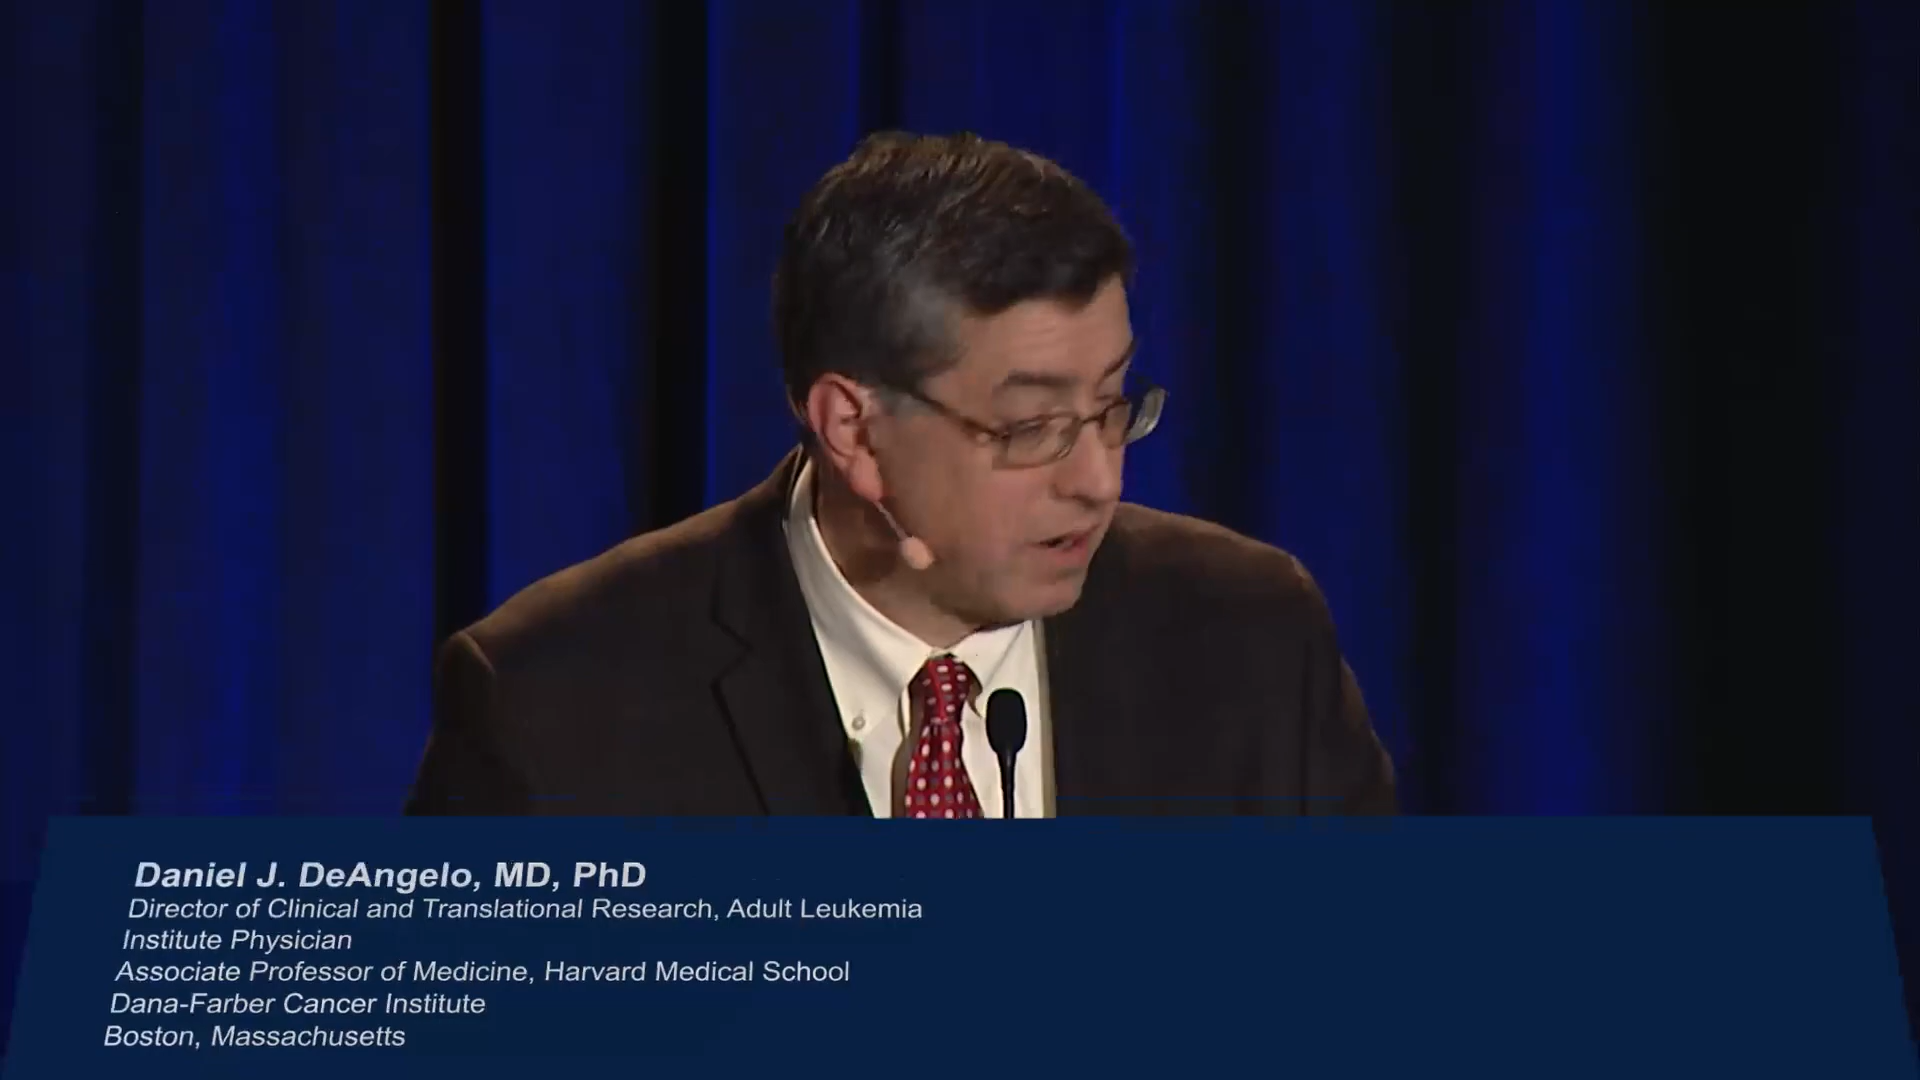 Daniel J. DeAngelo, MD, PhD
Director of Clinical and Translational Research, Adult Leukemia
Institute Physician
Associate Professor of Medicine, Harvard Medical School
Dana-Farber Cancer Institute
Boston, Massachusetts